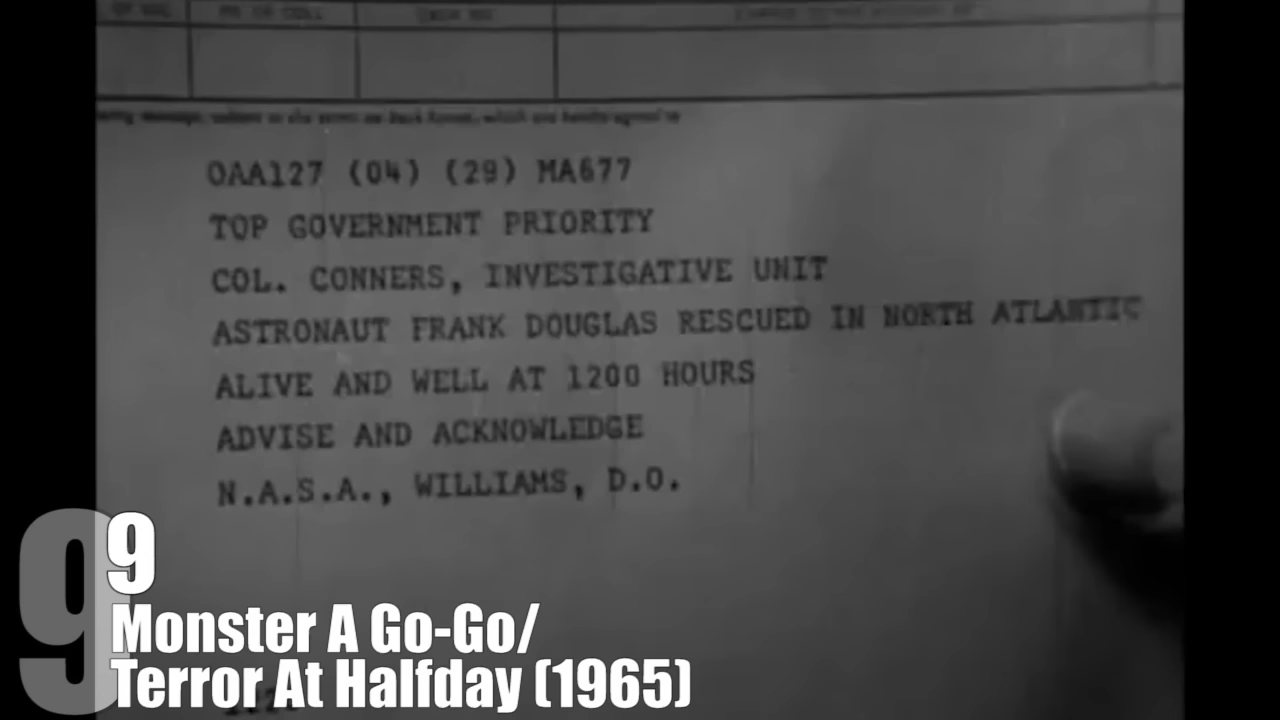 OAA127 (04) (29) MA677
TOP GOVERNMENT PRIORITY
COL. CONNERS, INVESTIGATIVE UNIT
ASTRONAUT FRANK DOUGLAS RESCUED IN NORTH ATLANTIC
ALIVE AND WELL AT 1200 HOURS
ADVISE AND ACKNOWLEDGE
N.A.S.A., WILLIAMS, D.O.
9
9
Monster A Go-Go/
Terror At Halfday (1965)